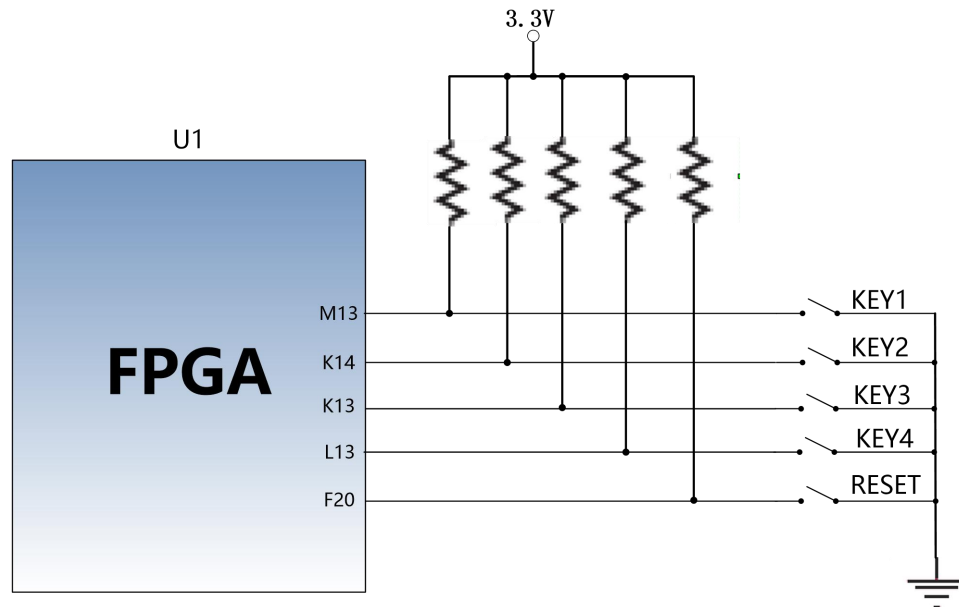 3.3V
U1
FPGA
M13
KEY1
K14
KEY2
K13
KEY3
L13
KEY4
F20
RESET